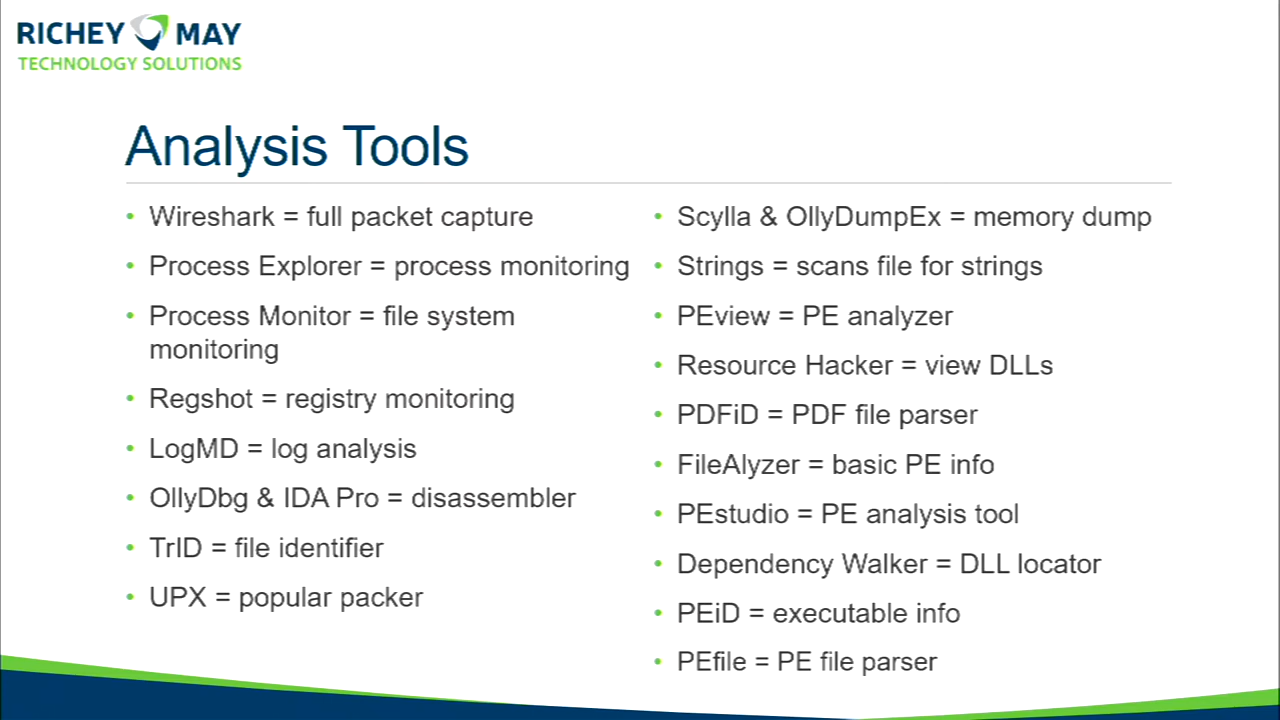 RICHEY MAY
TECHNOLOGY SOLUTIONS
Analysis Tools
• Wireshark = full packet capture
• Process Explorer = process monitoring
• Process Monitor = file system
monitoring
• Regshot = registry monitoring
• LogMD = log analysis
• OllyDbg & IDA Pro = disassembler
• TrID = file identifier
• UPX = popular packer
• Scylla & OllyDumpEx = memory dump
• Strings = scans file for strings
• PEview = PE analyzer
• Resource Hacker = view DLLs
• PDFiD = PDF file parser
• FileAlyzer = basic PE info
• PEstudio = PE analysis tool
• Dependency Walker = DLL locator
• PEiD = executable info
• PEfile = PE file parser